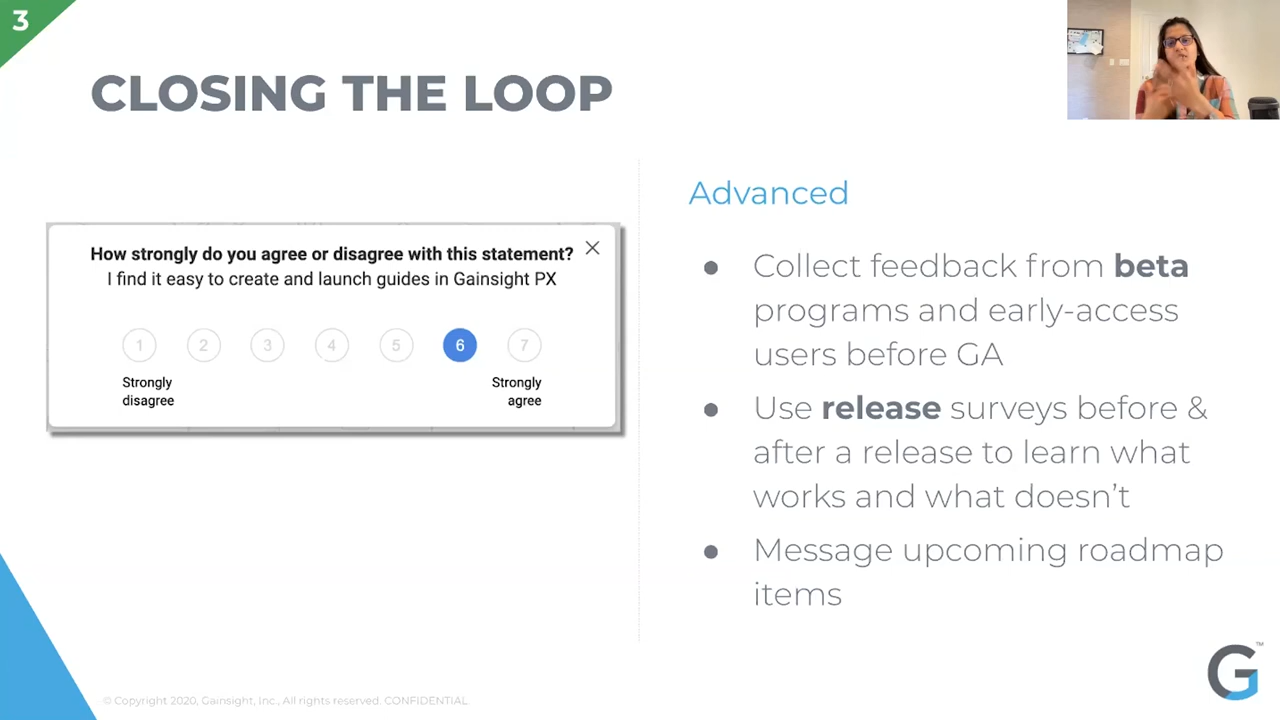 3
CLOSING THE LOOP
How strongly do you agree or disagree with this statement?
I find it easy to create and launch guides in Gainsight PX
1 2 3 4 5 6 7
Strongly disagree
Strongly agree
Advanced
● Collect feedback from beta
programs and early-access
users before GA
● Use release surveys before &
after a release to learn what
works and what doesn’t
● Message upcoming roadmap
items
© Copyright 2020, Gainsight, Inc., All rights reserved. CONFIDENTIAL
G™